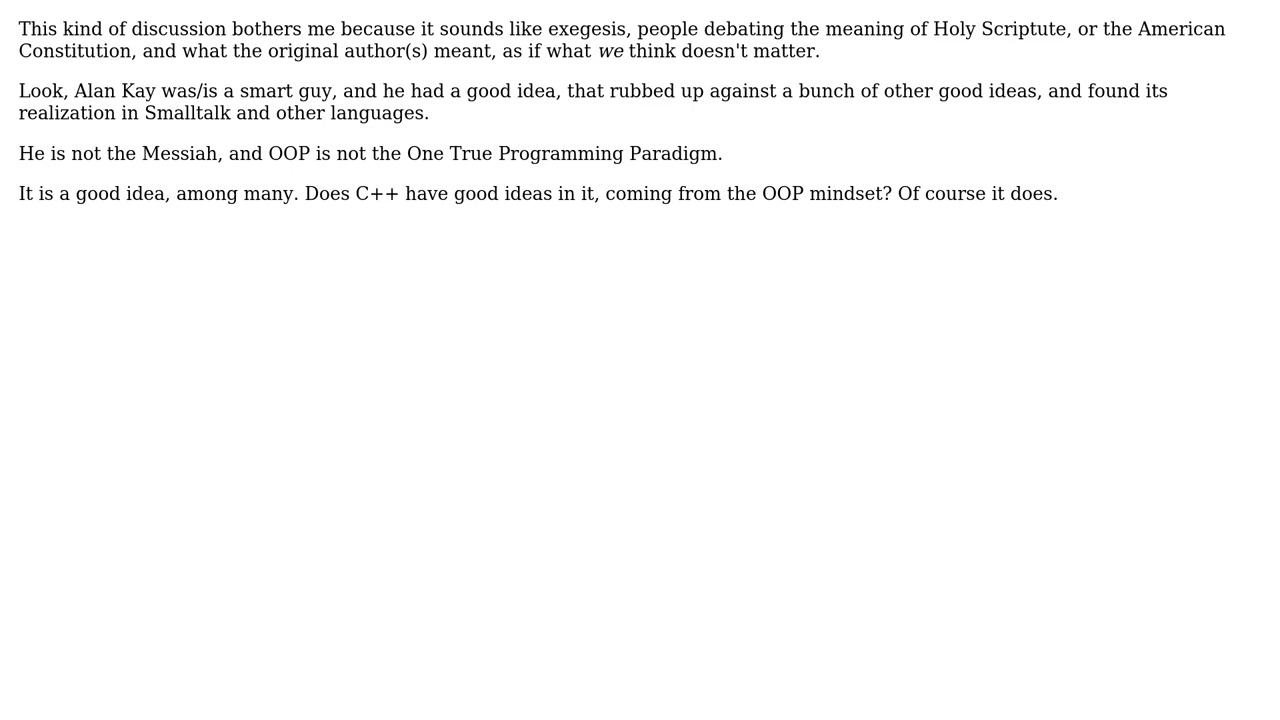 This kind of discussion bothers me because it sounds like exegesis, people debating the meaning of Holy Scriptute, or the American
Constitution, and what the original author(s) meant, as if what we think doesn't matter.
Look, Alan Kay was/is a smart guy, and he had a good idea, that rubbed up against a bunch of other good ideas, and found its
realization in Smalltalk and other languages.
He is not the Messiah, and OOP is not the One True Programming Paradigm.
It is a good idea, among many. Does C++ have good ideas in it, coming from the OOP mindset? Of course it does.